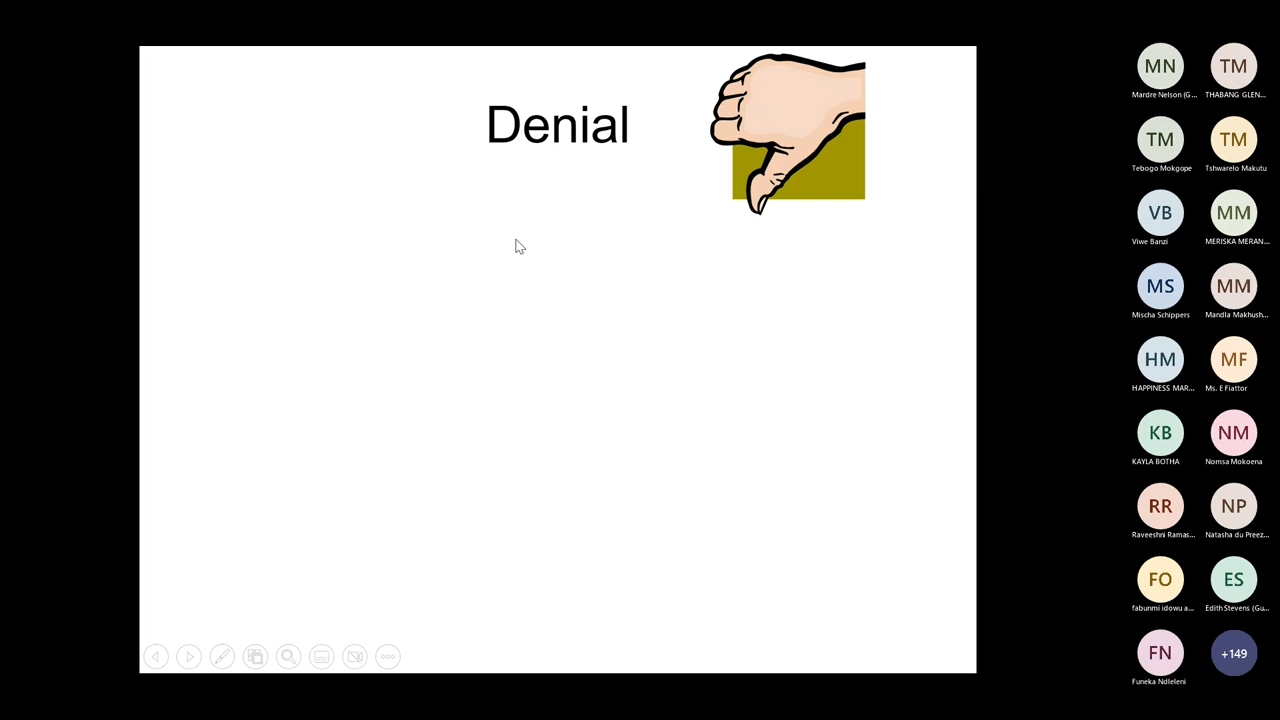 Denial
MN TM
Mardre Nelson (G... THABANG GLEN...
TM TM
Tebogo Mokgope Tshwarelo Makutu
VB MM
Viwe Banzi MERISKA MERAN...
MS MM
Mischa Schippers Mandla Makhush...
HM MF
HAPPINESS MAR... Ms. E Fiattor
KB NM
KAYLA BOTHA Nomsa Mokoena
RR NP
Raveeshni Ramas... Natasha du Preez...
FO ES
fabunmi idowu a... Edith Stevens (Gu...
FN +149
Funeka Ndleleni